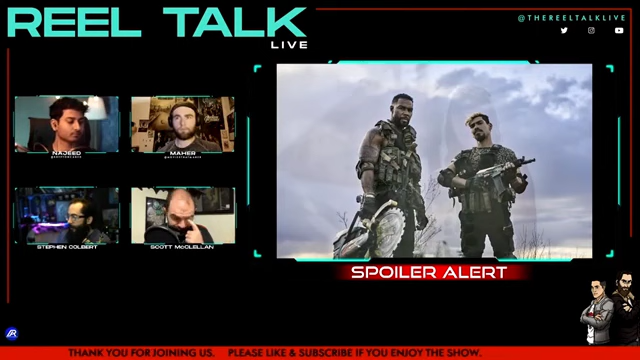 REEL TALK
LIVE
@THEREELTALKLIVE
NAJEED
MAHER
STEPHEN COLBERT
SCOTT McCLELLAN
SPOILER ALERT
THANK YOU FOR JOINING US. PLEASE LIKE & SUBSCRIBE IF YOU ENJOY THE SHOW.